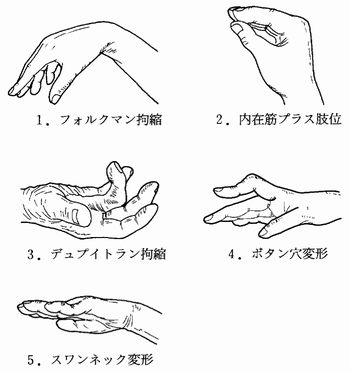 1．フォルクマン拘縮
2．内在筋プラス肢位
3．デュプイトラン拘縮
4．ボタン穴変形
5．スワンネック変形